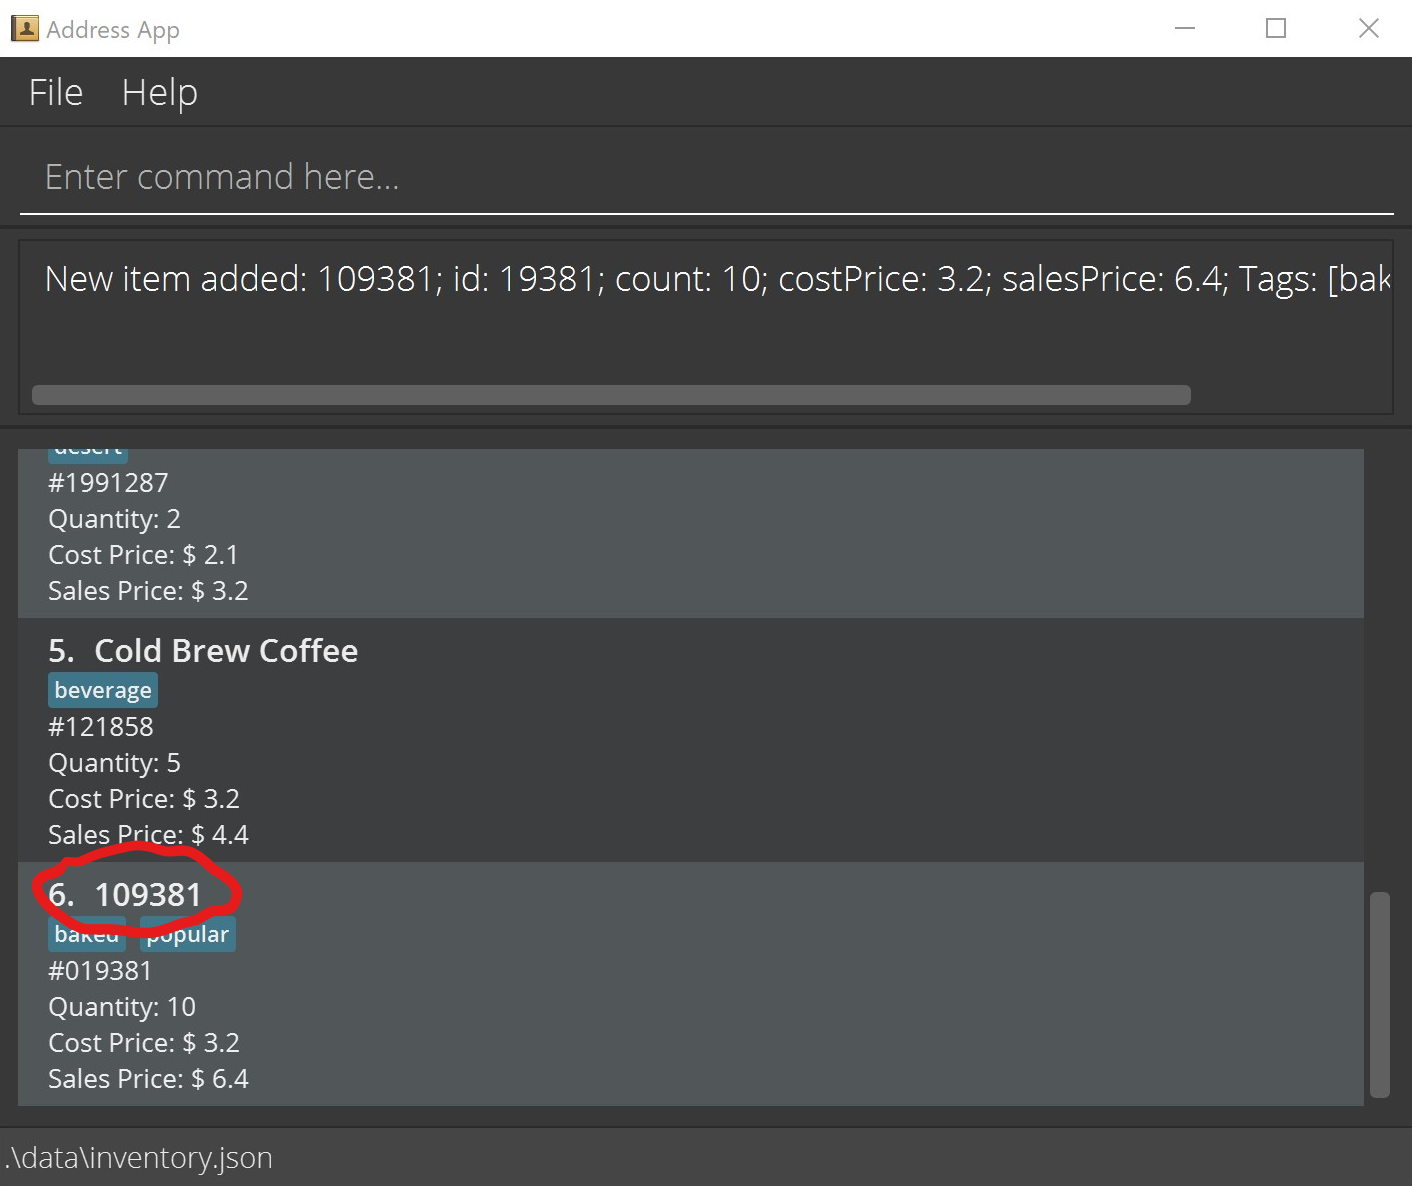 Address App
File Help
Enter command here...
New item added: 109381; id: 19381; count: 10; costPrice: 3.2; salesPrice: 6.4; Tags: [bak
desert
#1991287
Quantity: 2
Cost Price: $ 2.1
Sales Price: $ 3.2
5. Cold Brew Coffee
beverage
#121858
Quantity: 5
Cost Price: $ 3.2
Sales Price: $ 4.4
6. 109381
baked popular
#019381
Quantity: 10
Cost Price: $ 3.2
Sales Price: $ 6.4
.\data\inventory.json